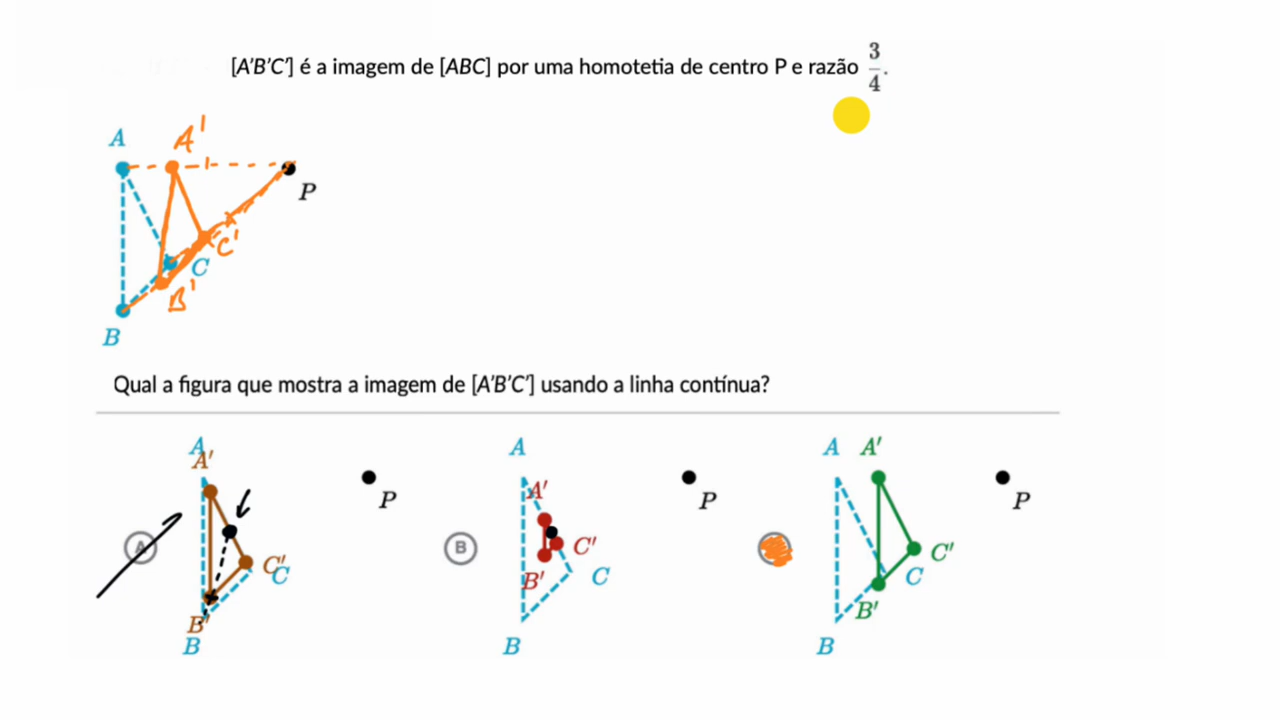 [A'B'C'] é a imagem de [ABC] por uma homotetia de centro P e razão 3/4.
A A'
P
C C'
B'
B
Qual a figura que mostra a imagem de [A'B'C'] usando a linha contínua?
A A A A'
A' P A' P P
A B C' C'
C' C C C
B' B' B'
B B B